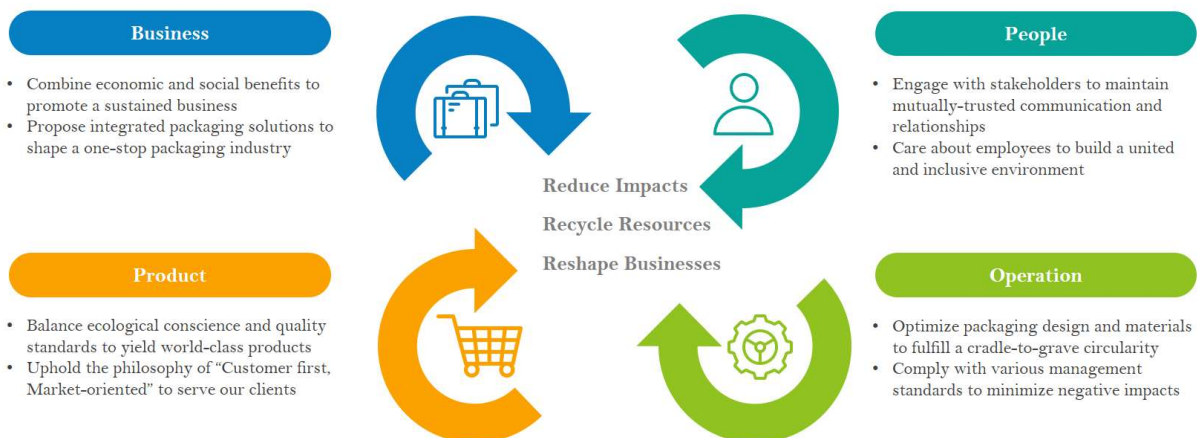 Business
• Combine economic and social benefits to
promote a sustained business
• Propose integrated packaging solutions to
shape a one-stop packaging industry
People
• Engage with stakeholders to maintain
mutually-trusted communication and
relationships
• Care about employees to build a united
and inclusive environment
Reduce Impacts
Recycle Resources
Reshape Businesses
Product
• Balance ecological conscience and quality
standards to yield world-class products
• Uphold the philosophy of “Customer first,
Market-oriented” to serve our clients
Operation
• Optimize packaging design and materials
to fulfill a cradle-to-grave circularity
• Comply with various management
standards to minimize negative impacts